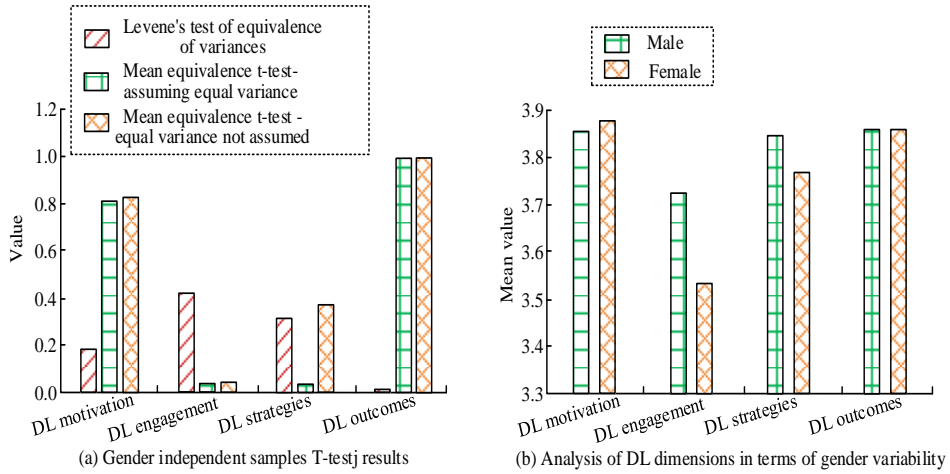 Levene's test of equivalence
of variances
Mean equivalence t-test-
assuming equal variance
Mean equivalence t-test -
equal variance not assumed
Value
1.2
1.0
0.8
0.6
0.4
0.2
0.0
DL motivation
DL engagement
DL strategies
DL outcomes
(a) Gender independent samples T-testj results
Male
Female
Mean value
3.9
3.8
3.7
3.6
3.5
3.4
3.3
DL motivation
DL engagement
DL strategies
DL outcomes
(b) Analysis of DL dimensions in terms of gender variability